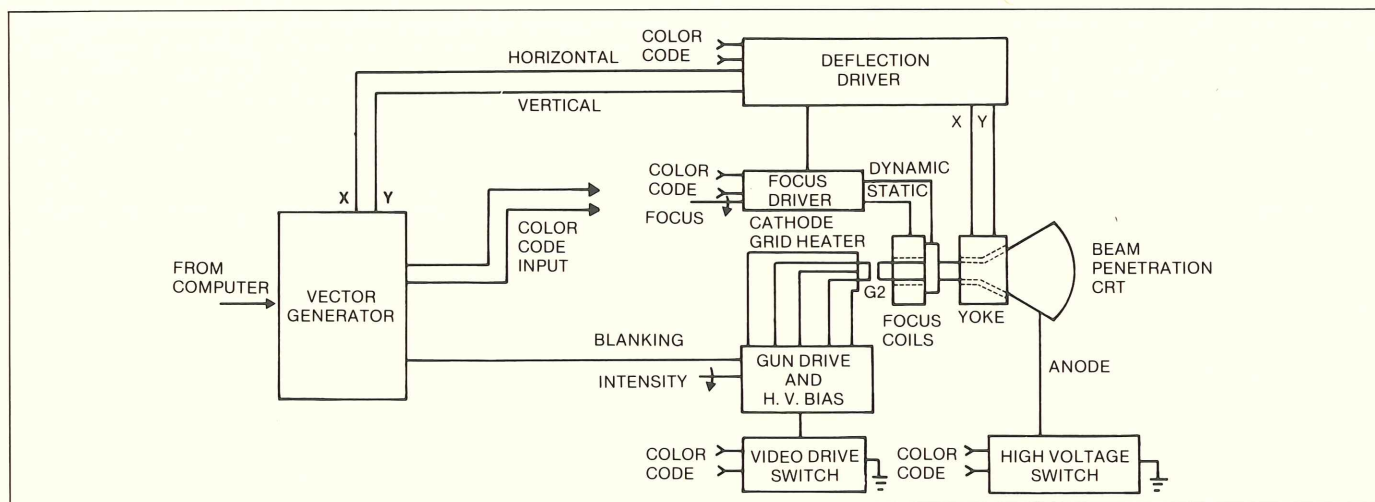 COLOR
CODE
HORIZONTAL
VERTICAL
DEFLECTION
DRIVER
X Y
COLOR
CODE
FOCUS
FOCUS
DRIVER
DYNAMIC
STATIC
X Y
COLOR
CODE
INPUT
CATHODE
GRID HEATER
FROM
COMPUTER
VECTOR
GENERATOR
G2
FOCUS
COILS
YOKE
BEAM
PENETRATION
CRT
BLANKING
INTENSITY
GUN DRIVE
AND
H. V. BIAS
ANODE
COLOR
CODE
VIDEO DRIVE
SWITCH
COLOR
CODE
HIGH VOLTAGE
SWITCH